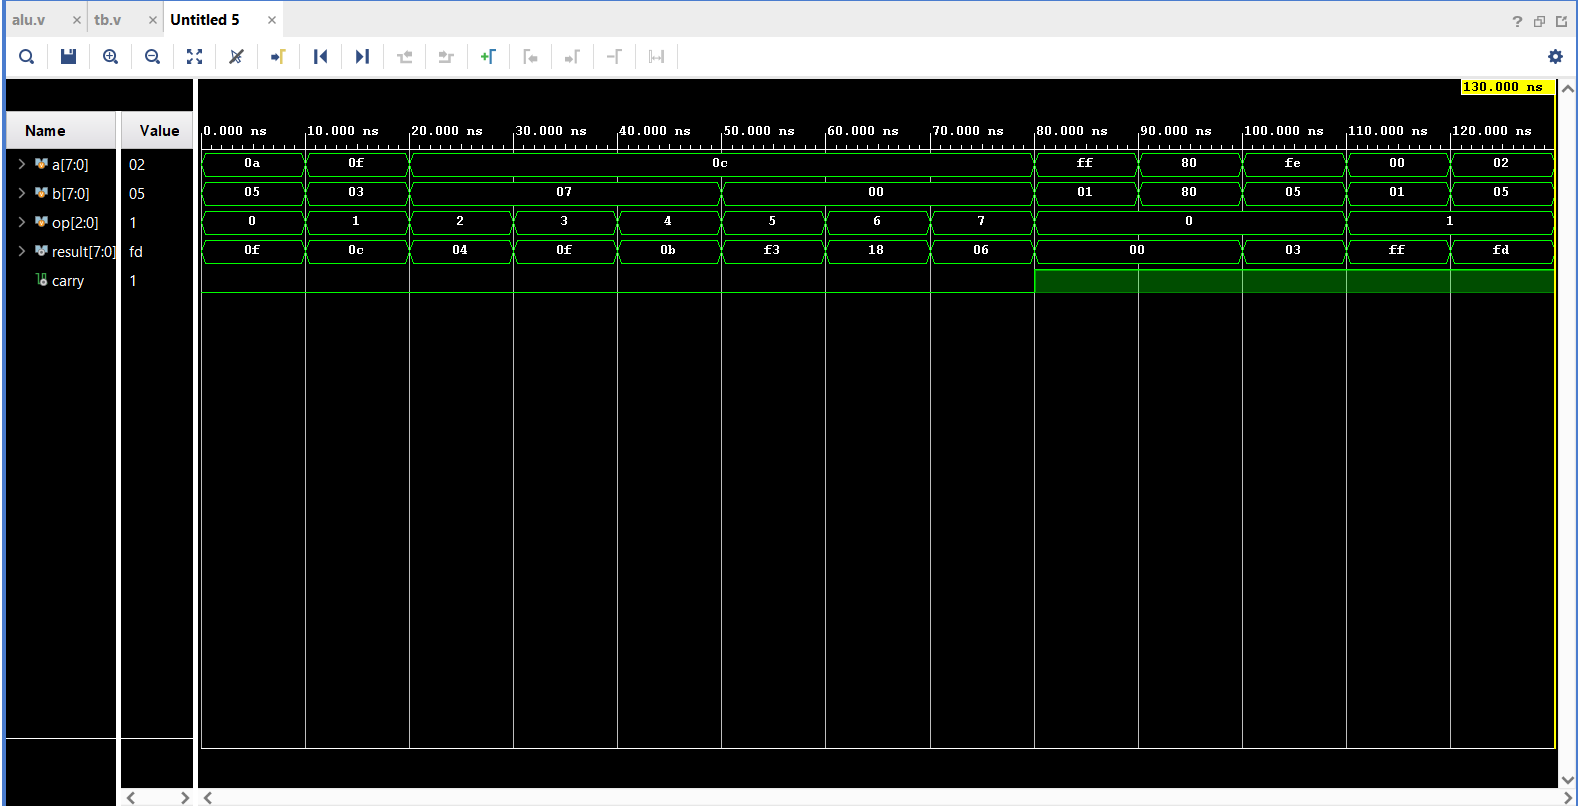 alu.v × tb.v × Untitled 5 × ?
130.000 ns
Name Value 0.000 ns 10.000 ns 20.000 ns 30.000 ns 40.000 ns 50.000 ns 60.000 ns 70.000 ns 80.000 ns 90.000 ns 100.000 ns 110.000 ns 120.000 ns
a[7:0] 02 0a 0f 0c ff 80 fe 00 02
b[7:0] 05 05 03 07 00 01 80 05 01 05
op[2:0] 1 0 1 2 3 4 5 6 7 0 1
result[7:0] fd 0f 0c 04 0f 0b f3 18 06 00 03 ff fd
carry 1